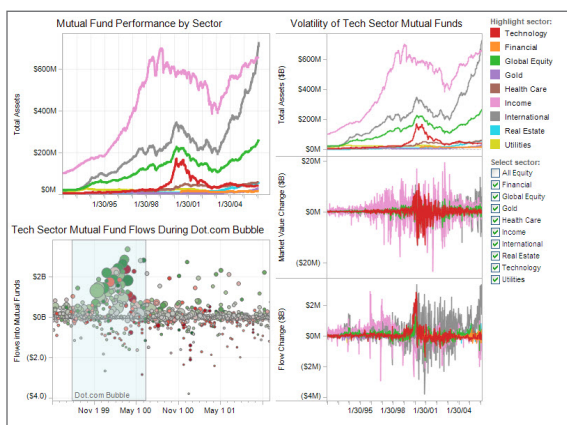 Mutual Fund Performance by Sector
Total Assets
$600M
$400M
$200M
$0M
1/30/95
1/30/98
1/30/01
1/30/04
Tech Sector Mutual Fund Flows During Dot.com Bubble
Flows into Mutual Funds
$2B
$0B
($2.0)
($4.0)
Dot.com Bubble
Nov 1 99
May 1 00
Nov 1 00
May 1 01
Volatility of Tech Sector Mutual Funds
Total Assets ($B)
$600M
$400M
$200M
$0M
Market Value Change ($B)
$20M
$0M
($20M)
Flow Change ($B)
$2M
$0M
($2M)
($4M)
1/30/95
1/30/98
1/30/01
1/30/04
Highlight sector:
Technology
Financial
Global Equity
Gold
Health Care
Income
International
Real Estate
Utilities
Select sector:
All Equity
Financial
Global Equity
Gold
Health Care
Income
International
Real Estate
Technology
Utilities